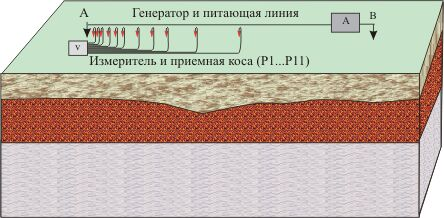 A Генератор и питающая линия A B
v
Измеритель и приемная коса (P1...P11)